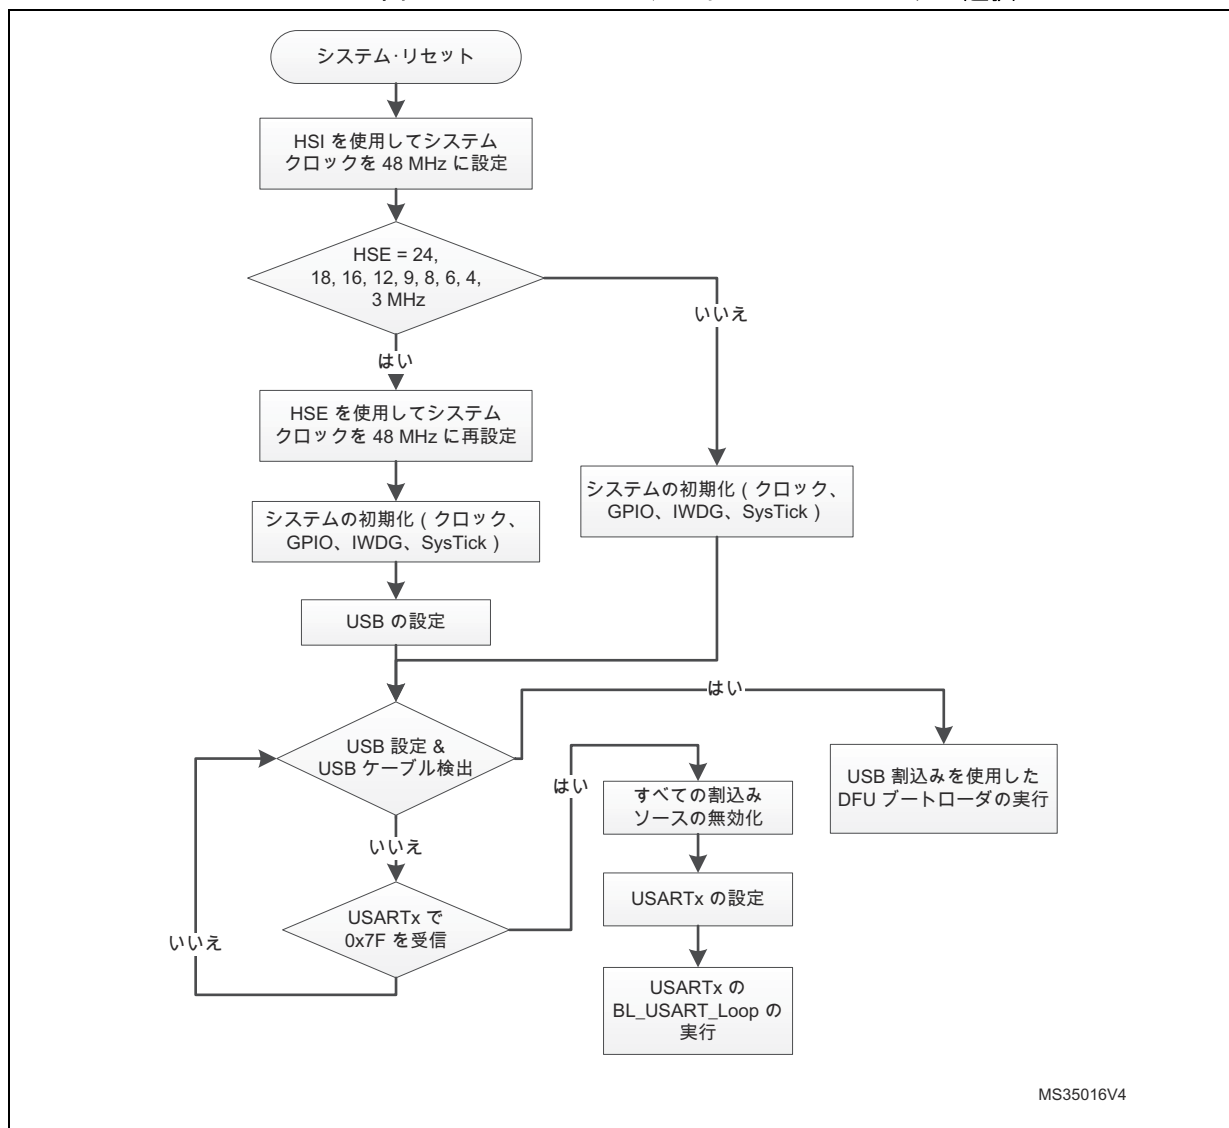 システム・リセット
HSI を使用してシステム
クロックを 48 MHz に設定
HSE = 24,
18, 16, 12, 9, 8, 6, 4,
3 MHz
いいえ
はい
HSE を使用してシステム
クロックを 48 MHz に再設定
システムの初期化 ( クロック、
GPIO、IWDG、SysTick )
システムの初期化 ( クロック、
GPIO、IWDG、SysTick )
USB の設定
はい
USB 設定 &
USB ケーブル検出
はい
すべての割込み
ソースの無効化
USB 割込みを使用した
DFU ブートローダの実行
いいえ
USARTx の設定
USARTx で
0x7F を受信
いいえ
USARTx の
BL_USART_Loop の
実行
MS35016V4